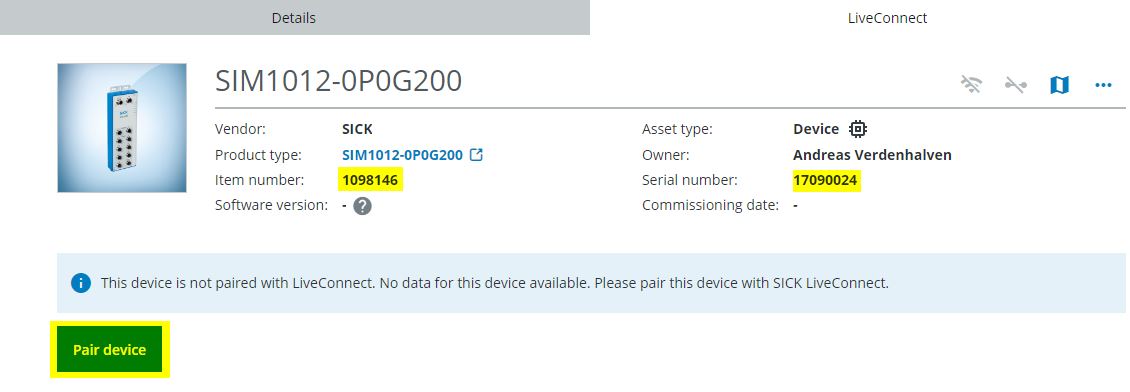 Details LiveConnect
SIM1012-0P0G200
Vendor: SICK Asset type: Device
Product type: SIM1012-0P0G200 Owner: Andreas Verdenhalven
Item number: 1098146 Serial number: 17090024
Software version: - ? Commissioning date: -
This device is not paired with LiveConnect. No data for this device available. Please pair this device with SICK LiveConnect.
Pair device